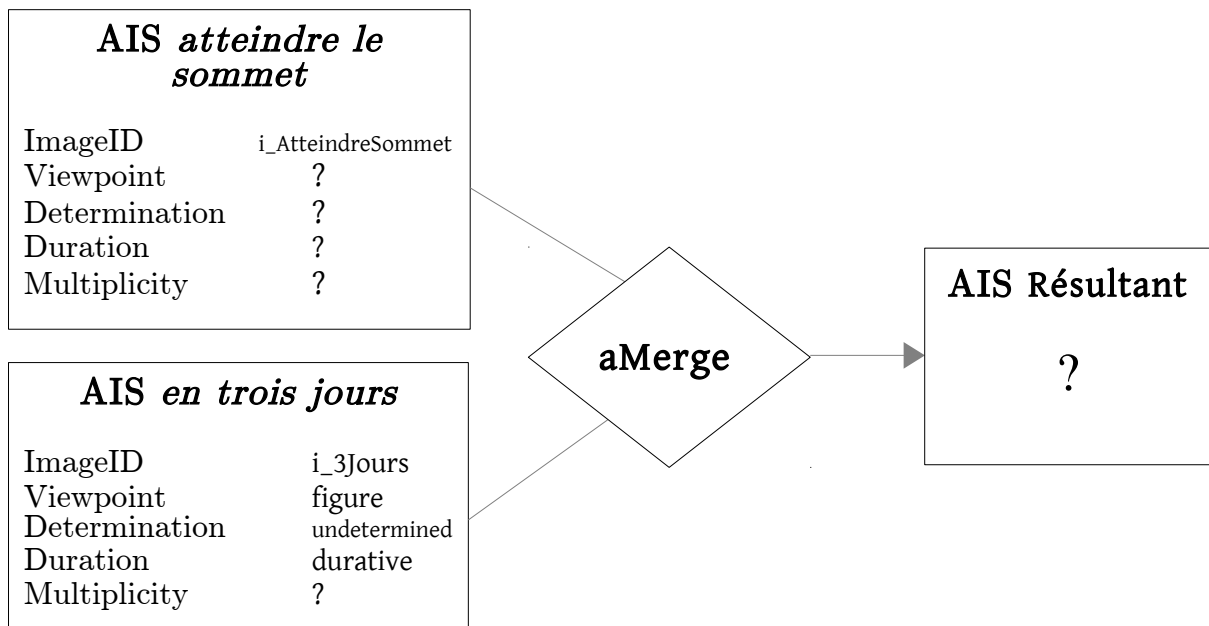 AIS atteindre le
sommet
ImageID i_AtteindreSommet
Viewpoint ?
Determination ?
Duration ?
Multiplicity ?
AIS en trois jours
ImageID i_3Jours
Viewpoint figure
Determination undetermined
Duration durative
Multiplicity ?
aMerge
AIS Résultant
?